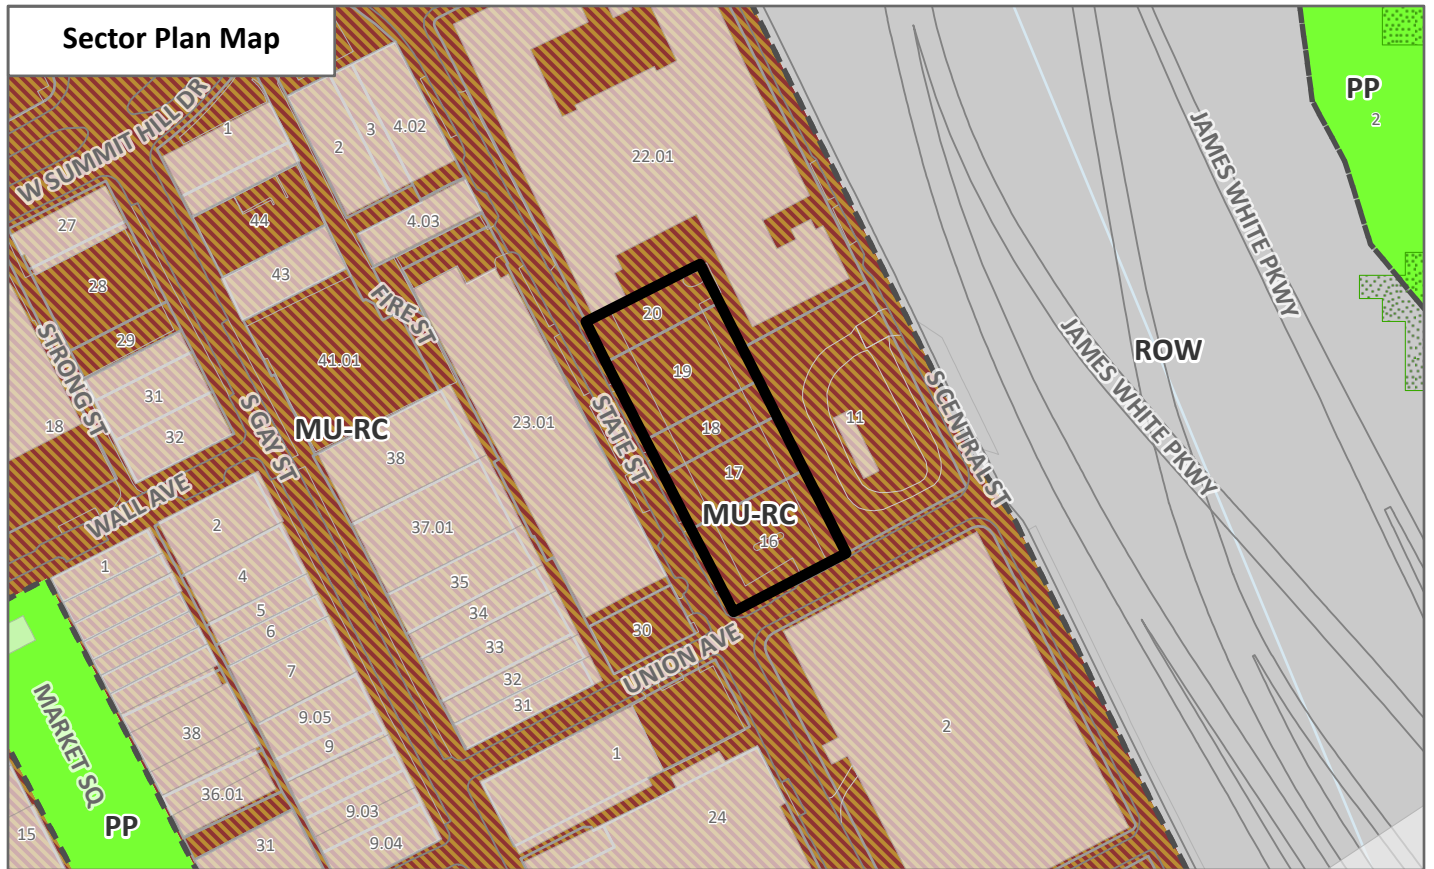 Sector Plan Map
W SUMMIT HILL DR
1
2
3
4.02
22.01
PP
2
JAMES WHITE PKWY
27
44
4.03
28
43
FIRE ST
20
29
STRONG ST
41.01
19
ROW
JAMES WHITE PKWY
31
18
32
S GAY ST
MU-RC
38
23.01
STATE ST
18
11
S CENTRAL ST
17
WALL AVE
2
37.01
MU-RC
16
1
4
35
5
34
6
30
33
UNION AVE
7
32
31
MARKET SQ
38
9.05
9
1
2
36.01
9.03
24
PP
15
31
9.04